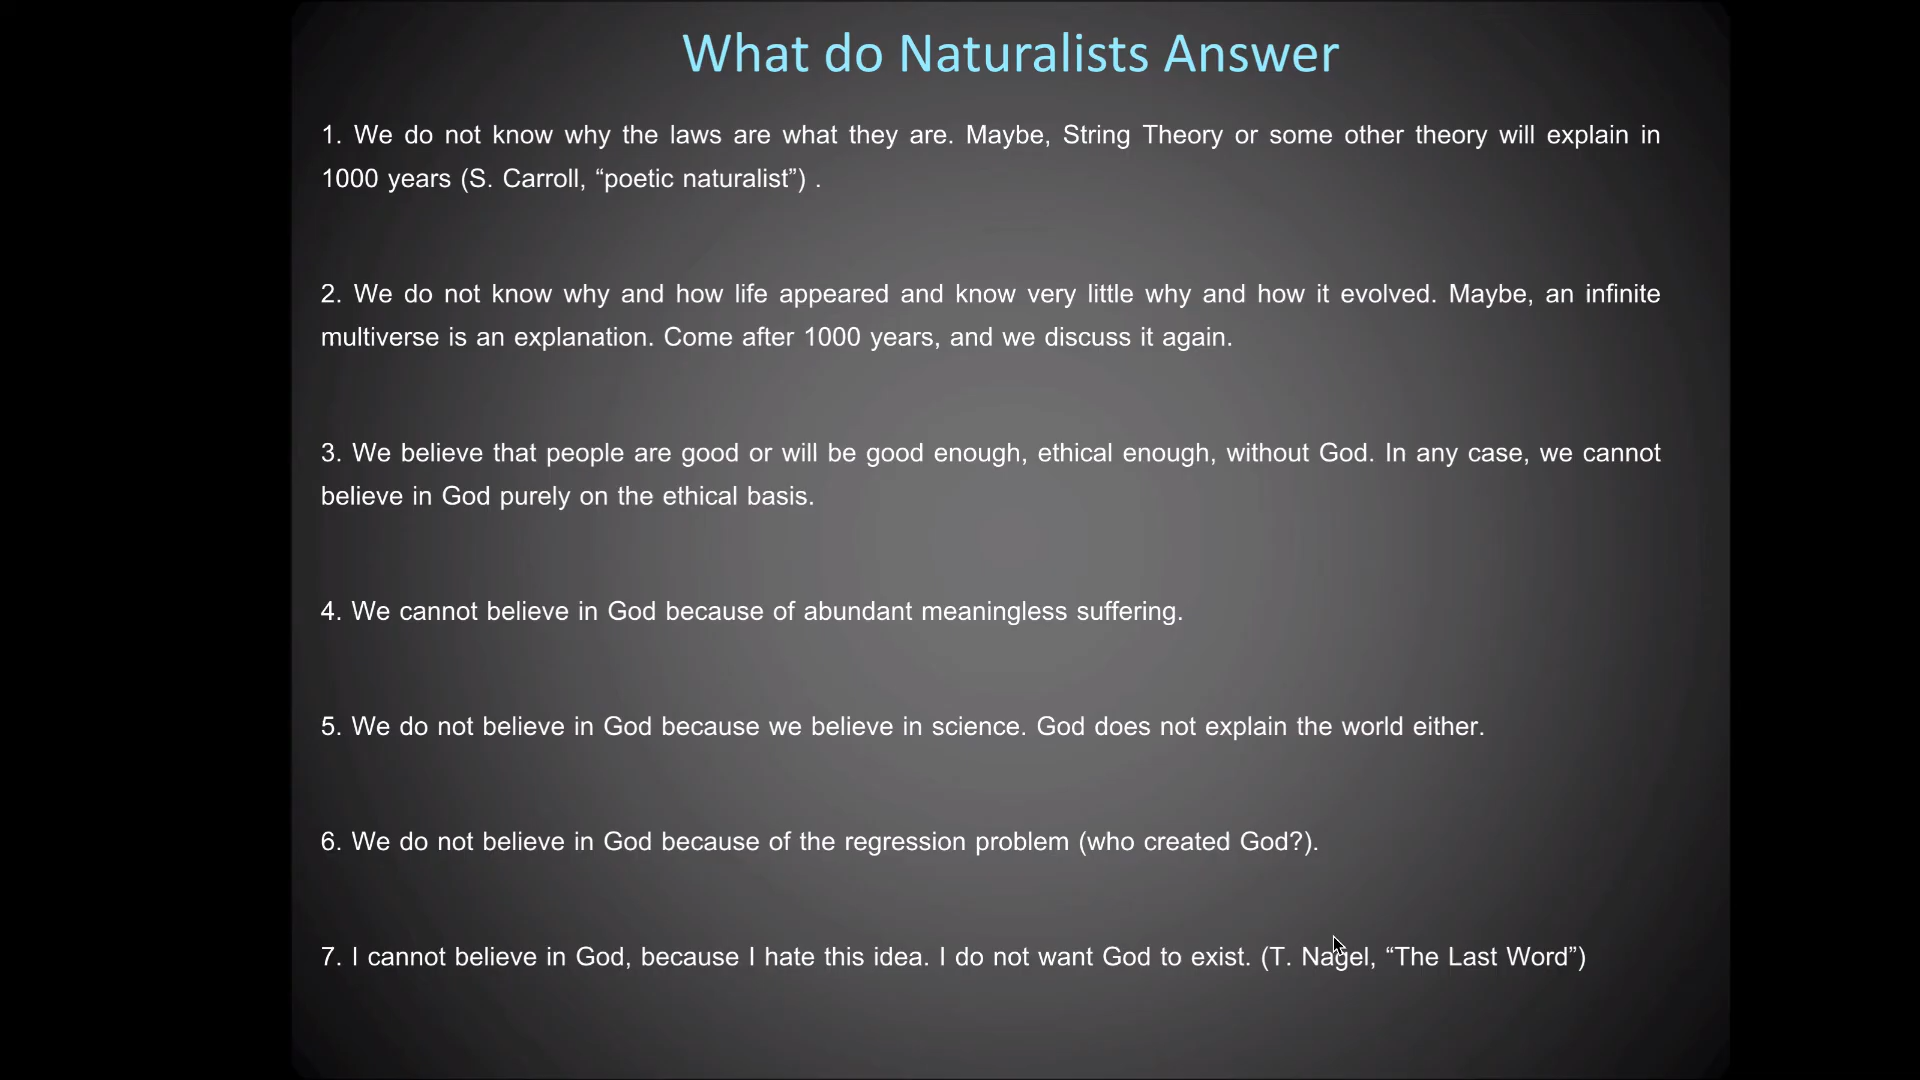 What do Naturalists Answer
1. We do not know why the laws are what they are. Maybe, String Theory or some other theory will explain in
1000 years (S. Carroll, “poetic naturalist”) .
2. We do not know why and how life appeared and know very little why and how it evolved. Maybe, an infinite
multiverse is an explanation. Come after 1000 years, and we discuss it again.
3. We believe that people are good or will be good enough, ethical enough, without God. In any case, we cannot
believe in God purely on the ethical basis.
4. We cannot believe in God because of abundant meaningless suffering.
5. We do not believe in God because we believe in science. God does not explain the world either.
6. We do not believe in God because of the regression problem (who created God?).
7. I cannot believe in God, because I hate this idea. I do not want God to exist. (T. Nagel, “The Last Word”)